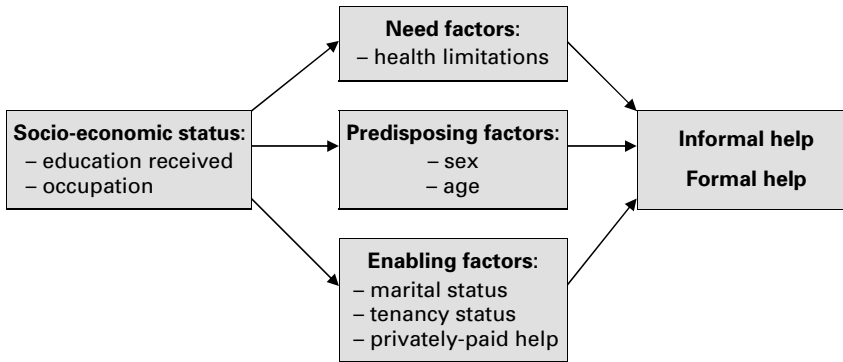 Need factors:
– health limitations
Socio-economic status:
– education received
– occupation
Predisposing factors:
– sex
– age
Informal help
Formal help
Enabling factors:
– marital status
– tenancy status
– privately-paid help